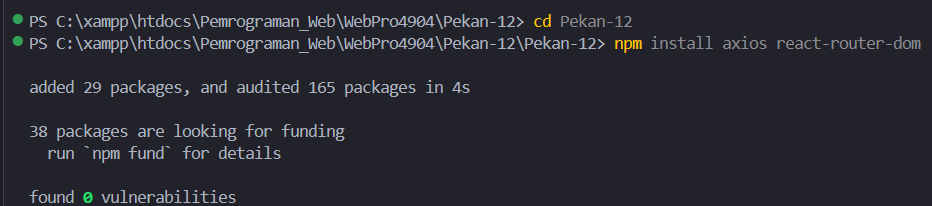 PS C:\xampp\htdocs\Pemrograman_Web\WebPro4904\Pekan-12> cd Pekan-12
PS C:\xampp\htdocs\Pemrograman_Web\WebPro4904\Pekan-12\Pekan-12> npm install axios react-router-dom
added 29 packages, and audited 165 packages in 4s
38 packages are looking for funding
run `npm fund` for details
found 0 vulnerabilities